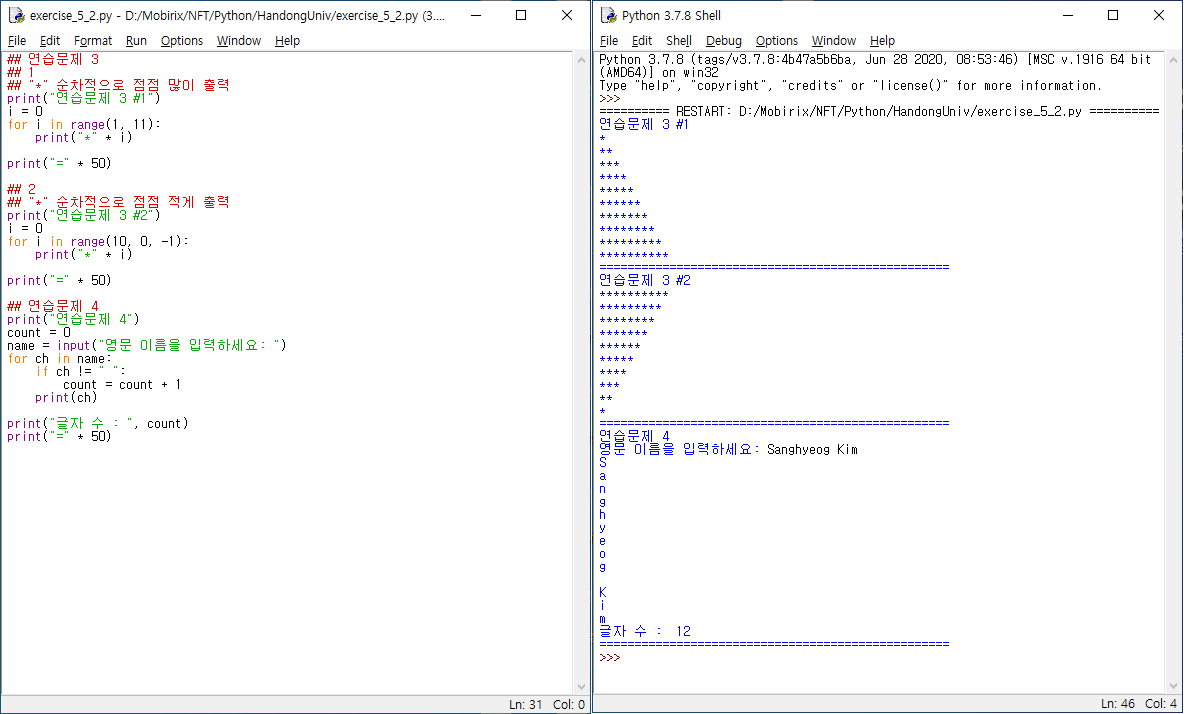 exercise_5_2.py - D:/Mobirix/NFT/Python/HandongUniv/exercise_5_2.py (3....
File Edit Format Run Options Window Help
## 연습문제 3
## 1
## "*" 순차적으로 점점 많이 출력
print("연습문제 3 #1")
i = 0
for i in range(1, 11):
    print("*" * i)

print("=" * 50)

## 2
## "*" 순차적으로 점점 적게 출력
print("연습문제 3 #2")
i = 0
for i in range(10, 0, -1):
    print("*" * i)

print("=" * 50)

## 연습문제 4
print("연습문제 4")
count = 0
name = input("영문 이름을 입력하세요: ")
for ch in name:
    if ch != " ":
        count = count + 1
    print(ch)

print("글자 수 : ", count)
print("=" * 50)
Ln: 31 Col: 0
Python 3.7.8 Shell
File Edit Shell Debug Options Window Help
Python 3.7.8 (tags/v3.7.8:4b47a5b6ba, Jun 28 2020, 08:53:46) [MSC v.1916 64 bit
(AMD64)] on win32
Type "help", "copyright", "credits" or "license()" for more information.
>>>
========== RESTART: D:/Mobirix/NFT/Python/HandongUniv/exercise_5_2.py ==========
연습문제 3 #1
*
**
***
****
*****
******
*******
********
*********
**********
==================================================
연습문제 3 #2
**********
*********
********
*******
******
*****
****
***
**
*
==================================================
연습문제 4
영문 이름을 입력하세요: Sanghyeog Kim
S
a
n
g
h
y
e
o
g

K
i
m
글자 수 :  12
==================================================
>>>
Ln: 46 Col: 4